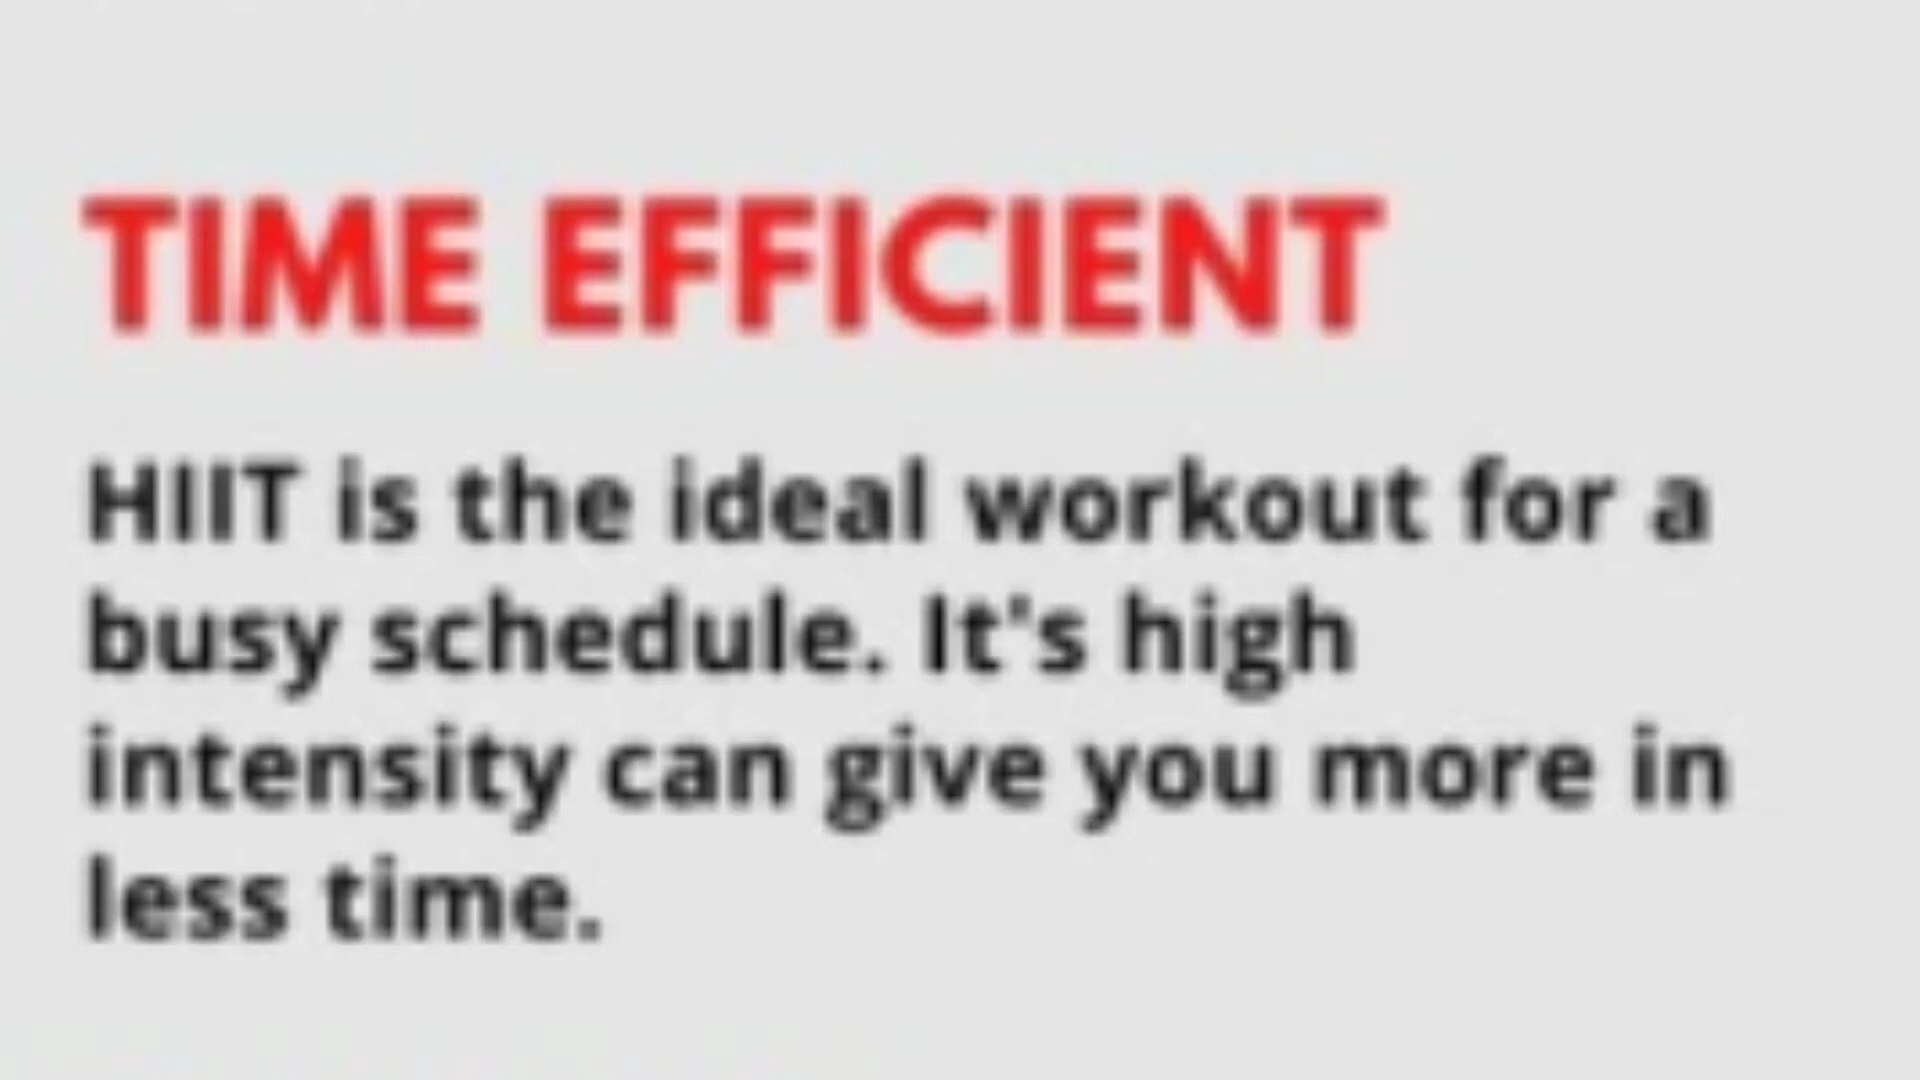 TIME EFFICIENT
HIIT is the ideal workout for a
busy schedule. It's high
intensity can give you more in
less time.